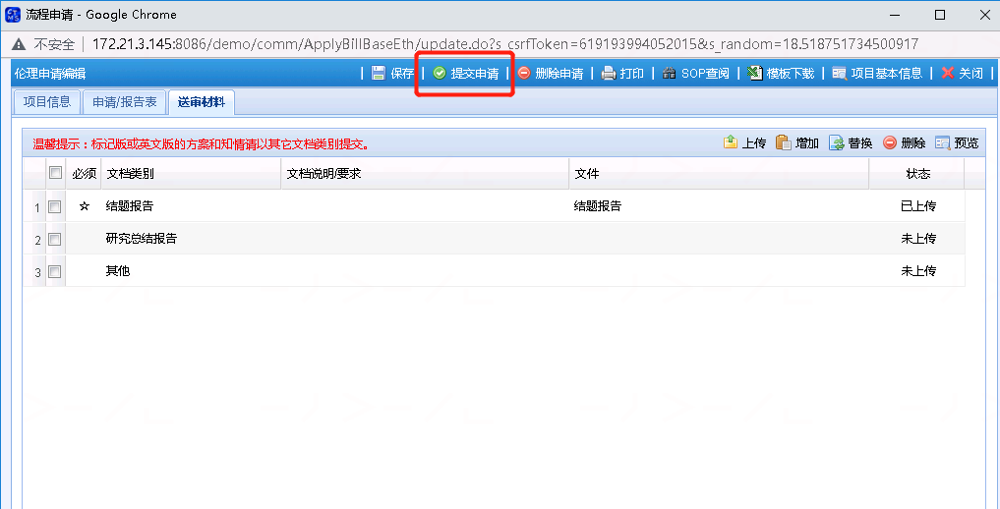 CTMS 流程申请 - Google Chrome
不安全 | 172.21.3.145:8086/demo/comm/ApplyBillBaseEth/update.do?s_csrfToken=619193994052015&s_random=18.518751734500917
伦理申请编辑 | 保存 | 提交申请 | 删除申请 | 打印 | SOP查阅 | 模板下载 | 项目基本信息 | 关闭 |
项目信息 申请/报告表 送审材料
温馨提示：标记版或英文版的方案和知情请以其它文档类别提交。 上传 增加 替换 删除 预览
必须 文档类别 文档说明/要求 文件 状态
1 ☆ 结题报告 结题报告 已上传
2 研究总结报告 未上传
3 其他 未上传